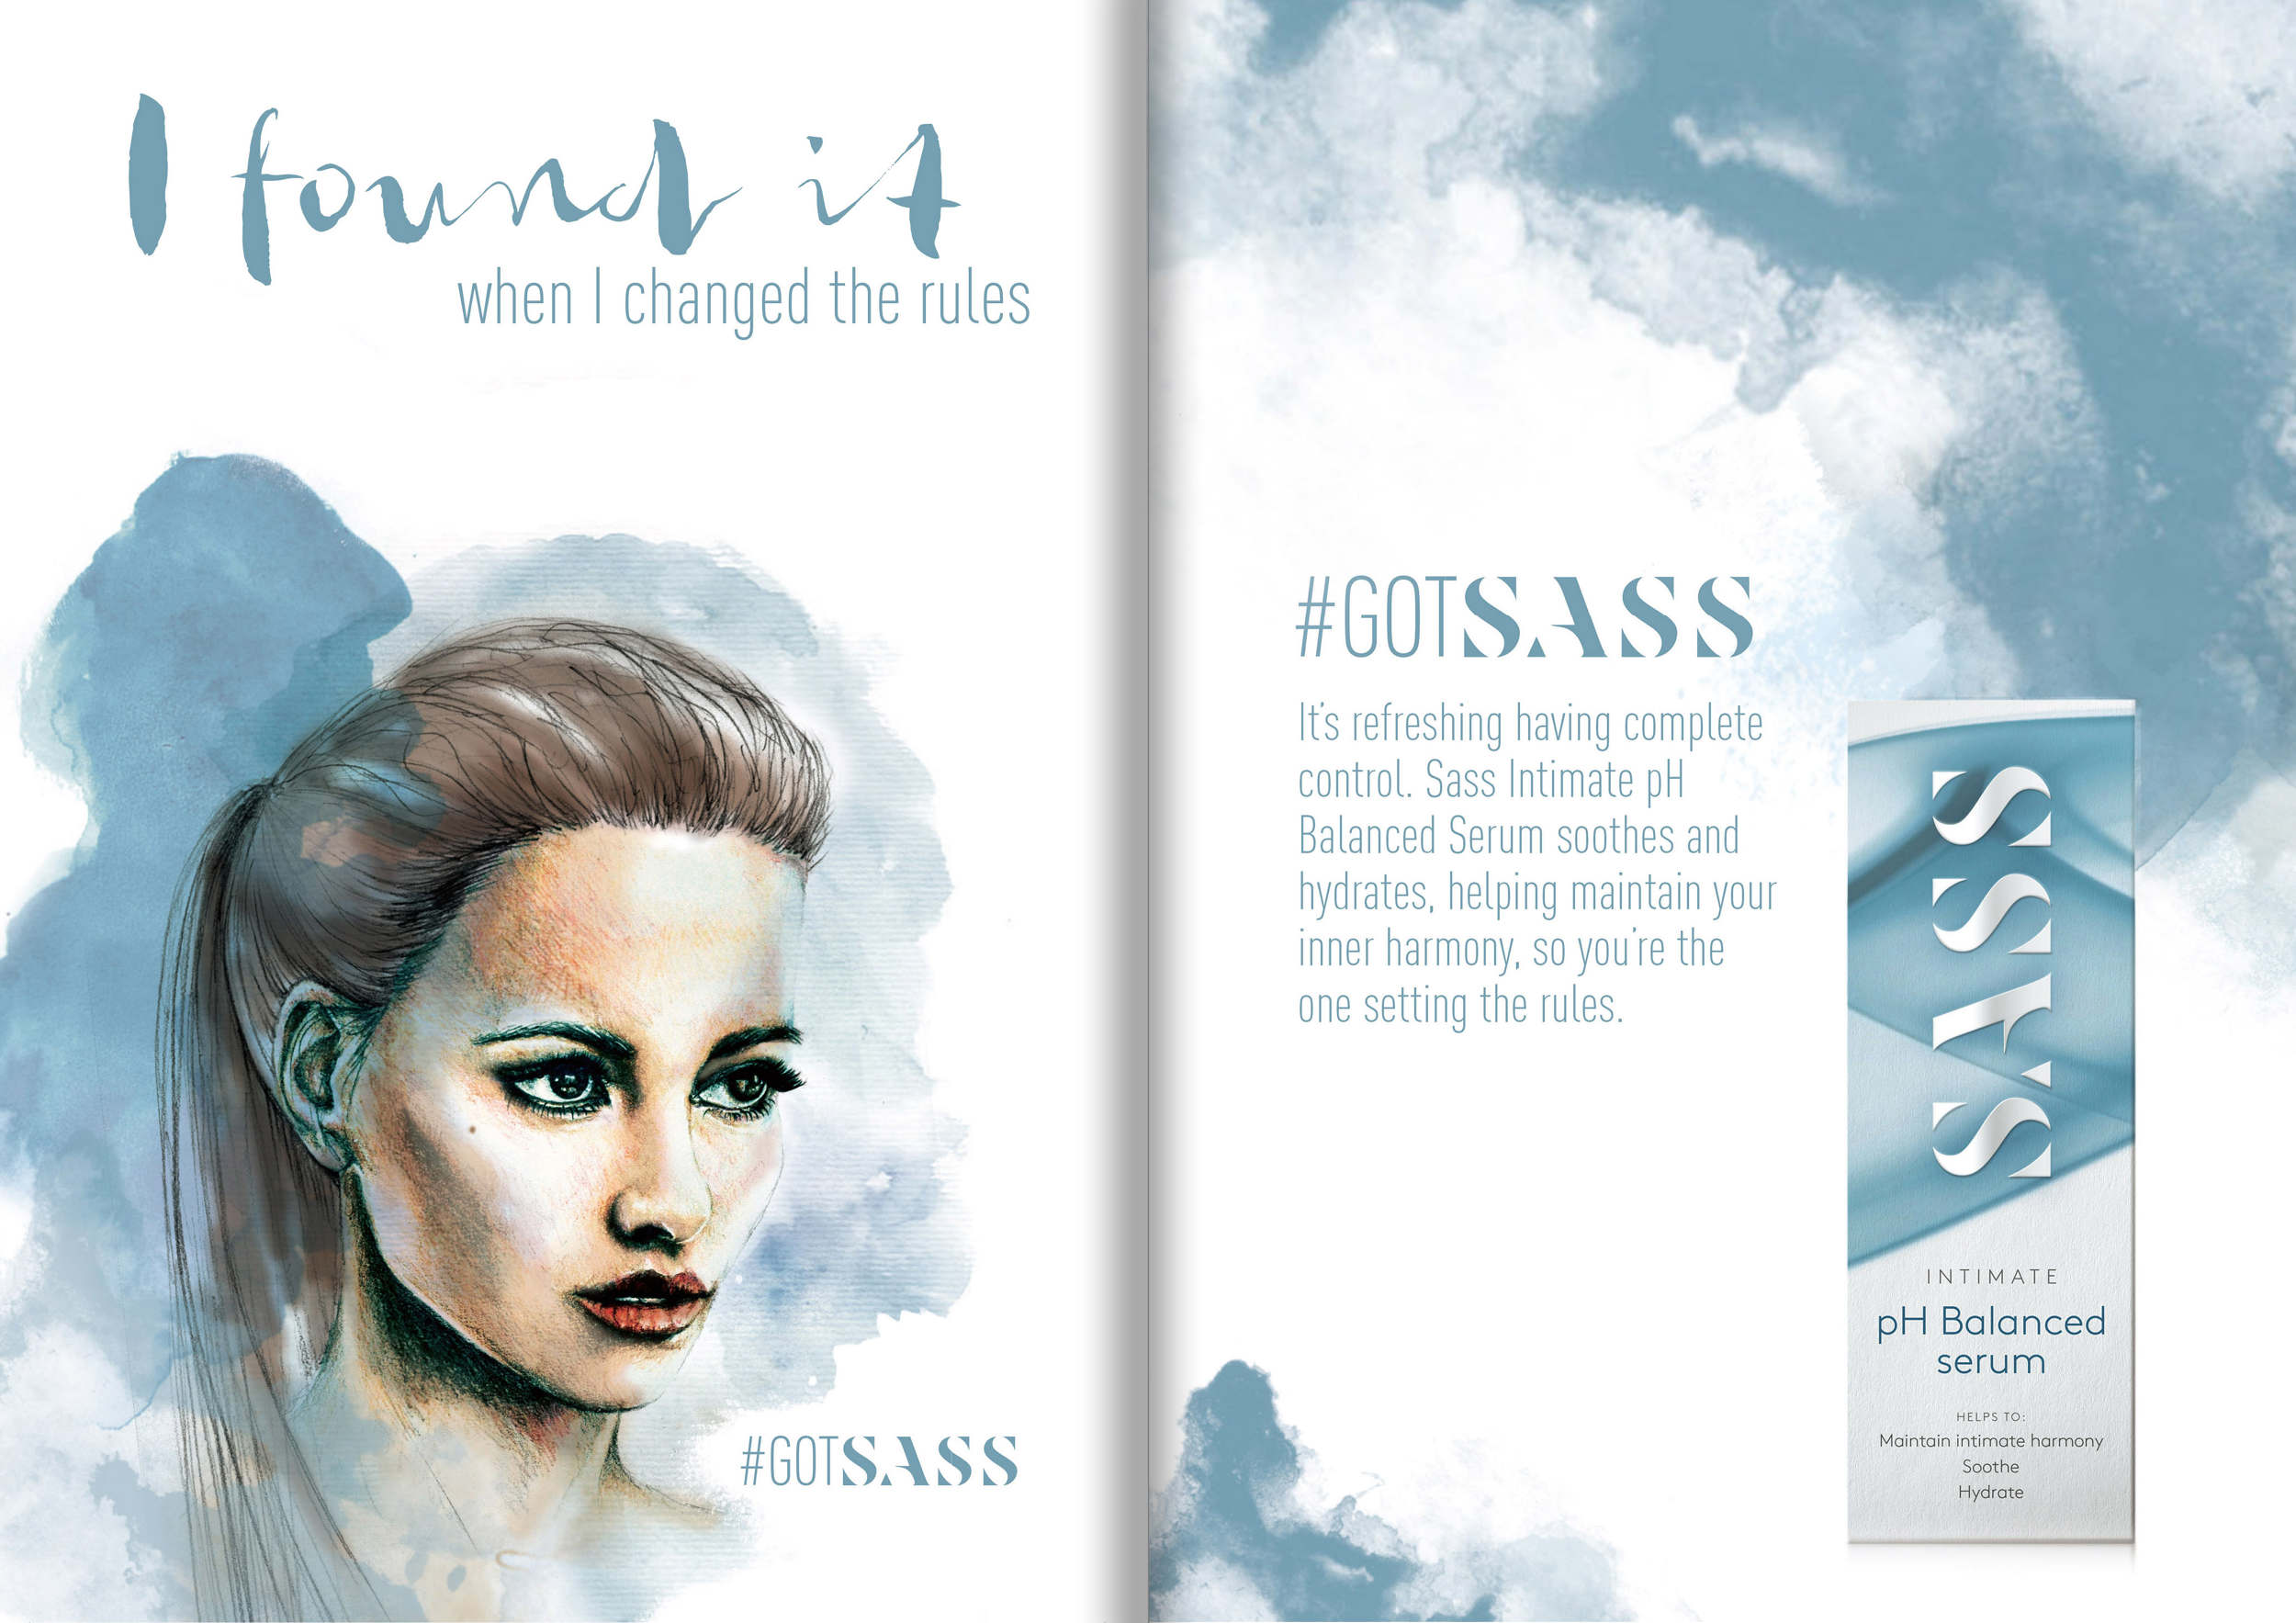 I found it
when I changed the rules
#GOTSASS
#GOTSASS
It's refreshing having complete
control. Sass Intimate pH
Balanced Serum soothes and
hydrates, helping maintain your
inner harmony, so you're the
one setting the rules.
SASS
INTIMATE
pH Balanced
serum
HELPS TO:
Maintain intimate harmony
Soothe
Hydrate